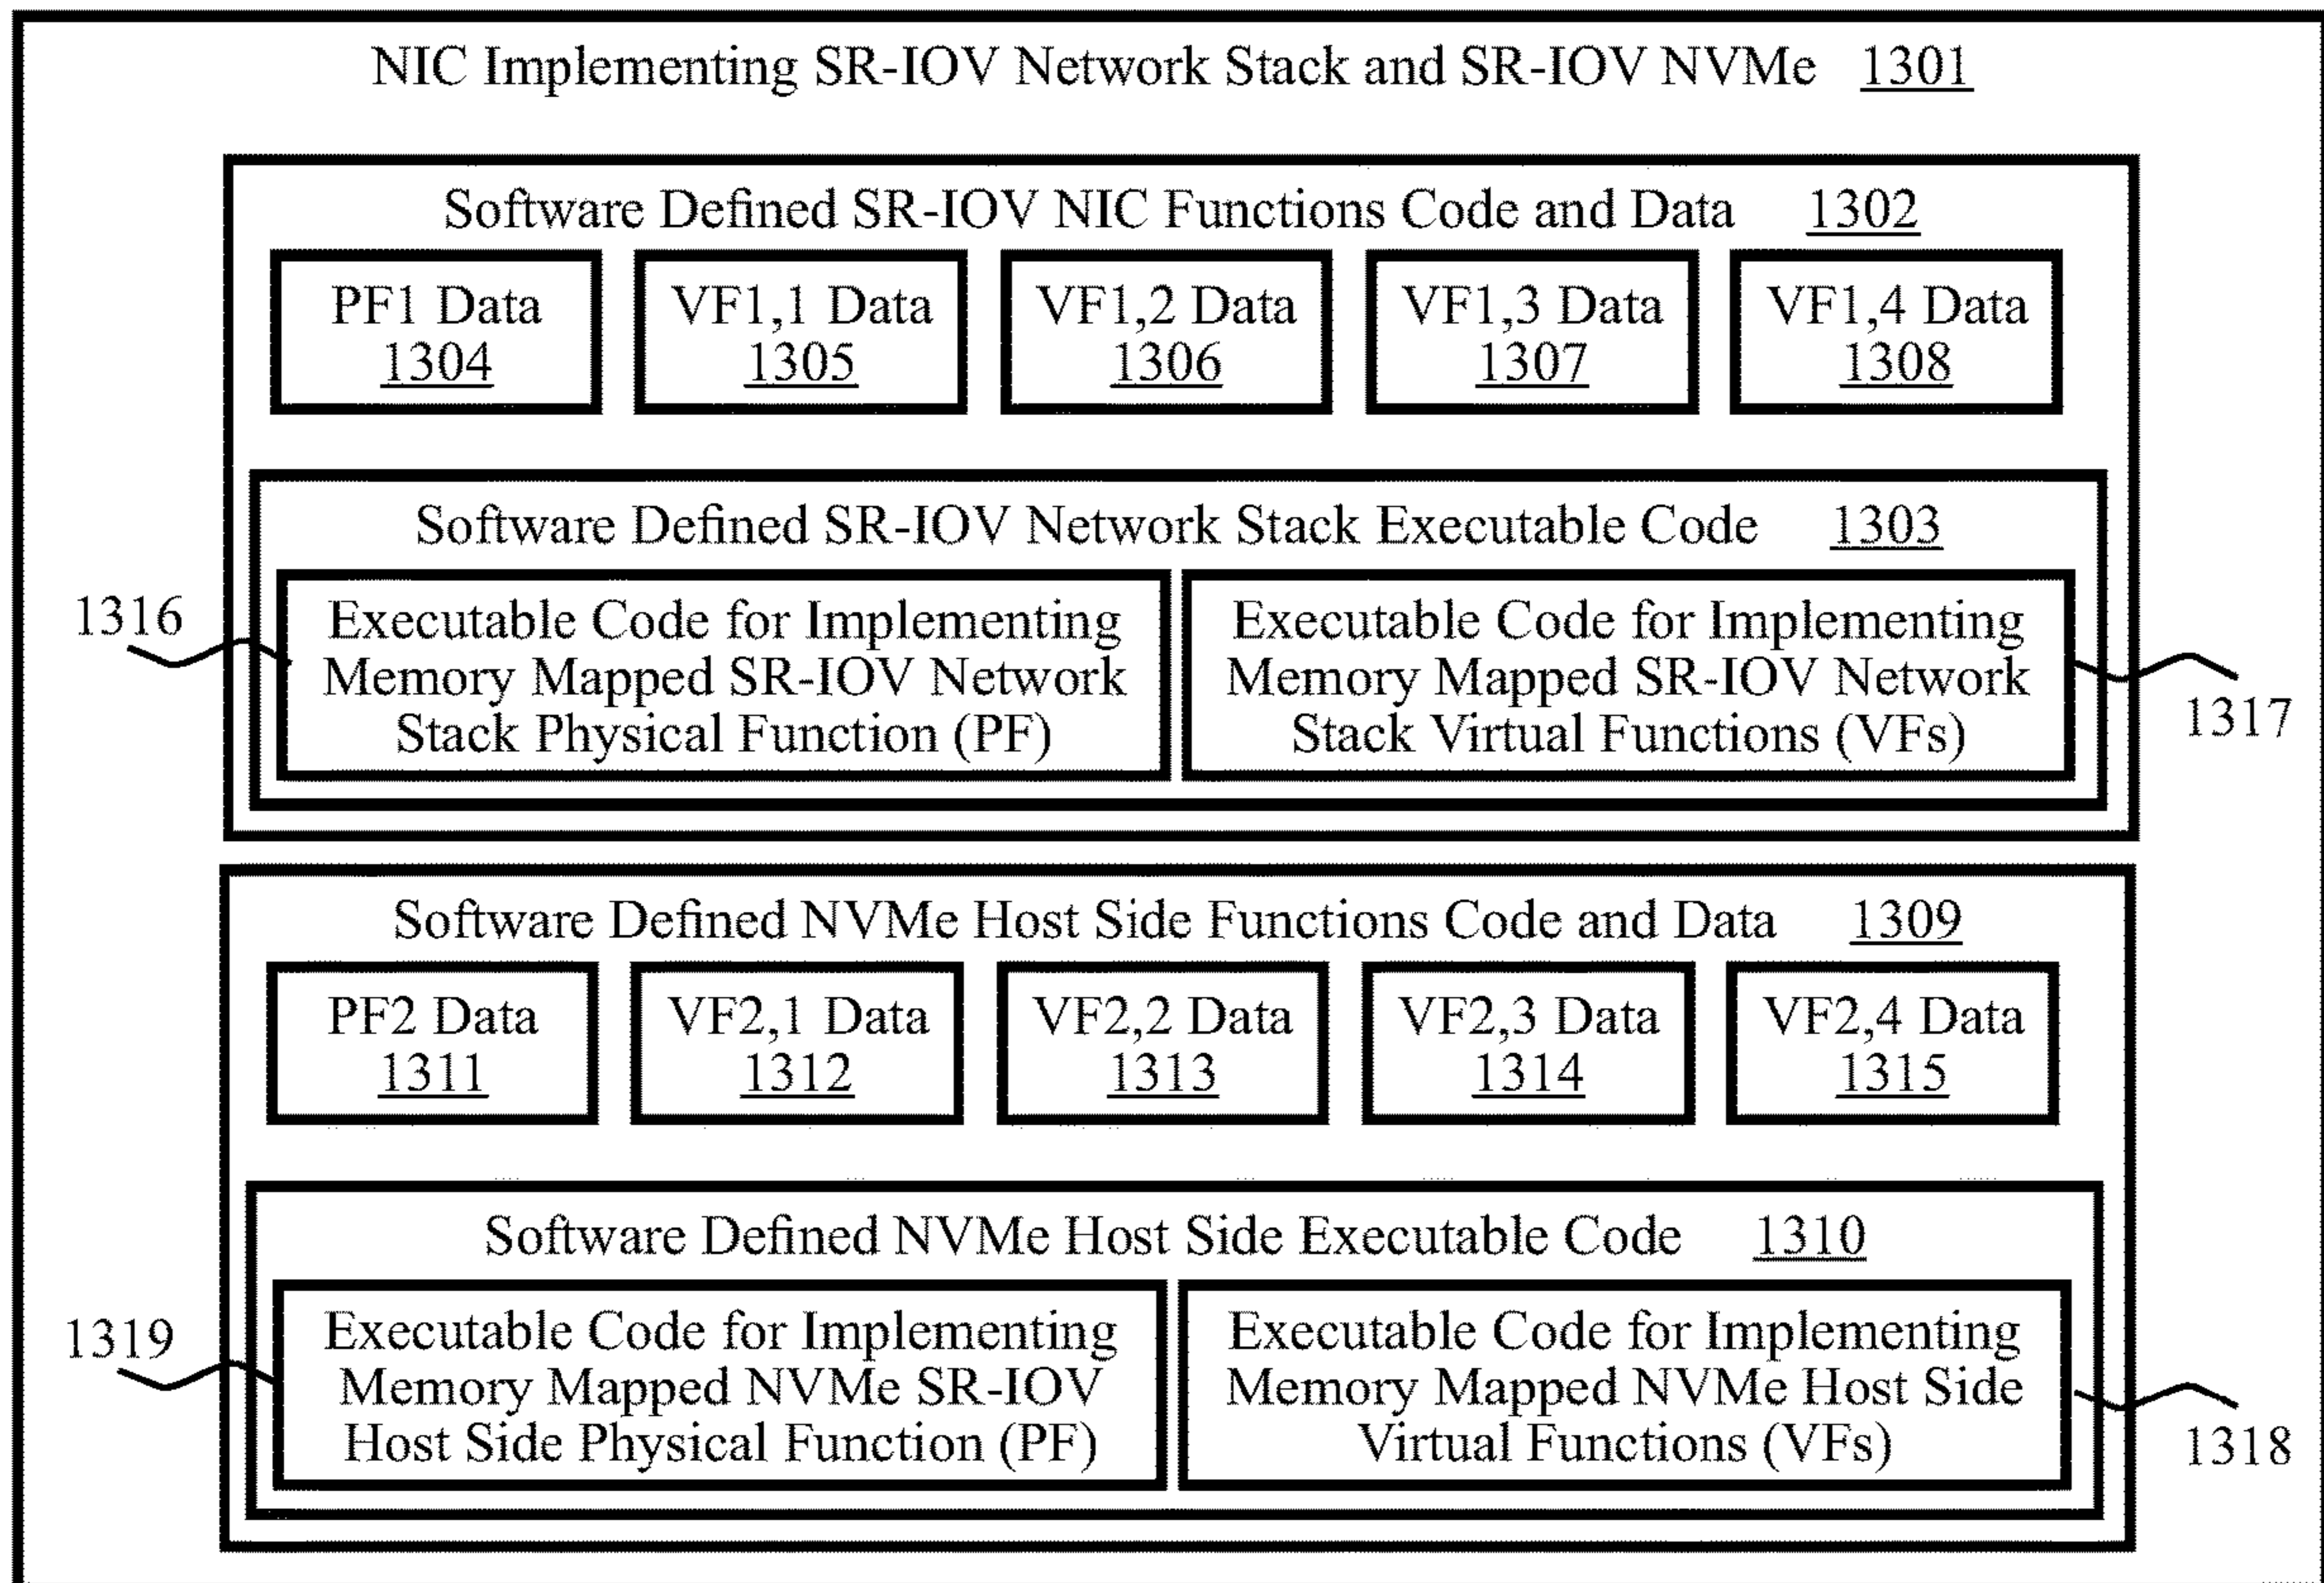 NIC Implementing SR-IOV Network Stack and SR-IOV NVMe 1301
Software Defined SR-IOV NIC Functions Code and Data 1302
PF1 Data
1304
VF1,1 Data
1305
VF1,2 Data
1306
VF1,3 Data
1307
VF1,4 Data
1308
Software Defined SR-IOV Network Stack Executable Code 1303
1316
Executable Code for Implementing
Memory Mapped SR-IOV Network
Stack Physical Function (PF)
Executable Code for Implementing
Memory Mapped SR-IOV Network
Stack Virtual Functions (VFs)
1317
Software Defined NVMe Host Side Functions Code and Data 1309
PF2 Data
1311
VF2,1 Data
1312
VF2,2 Data
1313
VF2,3 Data
1314
VF2,4 Data
1315
Software Defined NVMe Host Side Executable Code 1310
1319
Executable Code for Implementing
Memory Mapped NVMe SR-IOV
Host Side Physical Function (PF)
Executable Code for Implementing
Memory Mapped NVMe Host Side
Virtual Functions (VFs)
1318